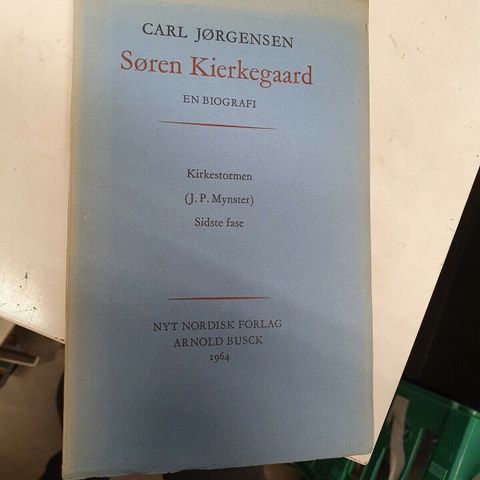 CARL JØRGENSEN
Søren Kierkegaard
EN BIOGRAFI
Kirkestormen
(J. P. Mynster)
Sidste fase
NYT NORDISK FORLAG
ARNOLD BUSCK
1964